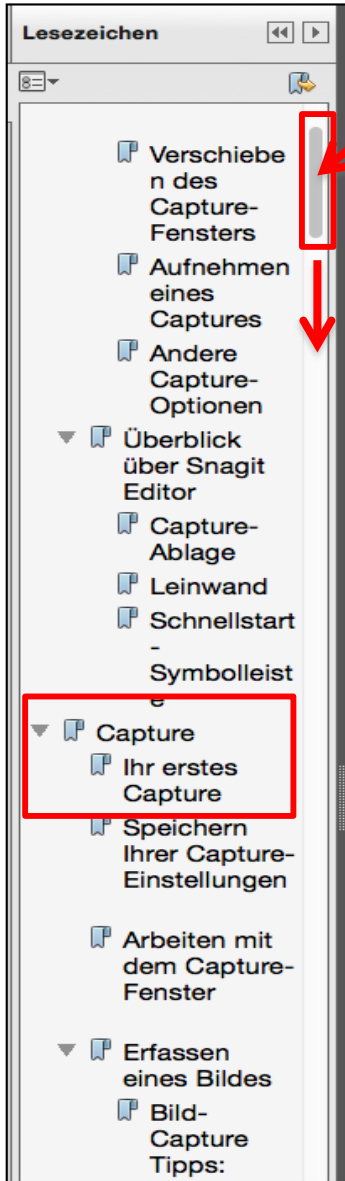 Lesezeichen
Verschiebe
n des
Capture-
Fensters
Aufnehmen
eines
Captures
Andere
Capture-
Optionen
Überblick
über Snagit
Editor
Capture-
Ablage
Leinwand
Schnellstart
-
Symbolleist
e
Capture
Ihr erstes
Capture
Speichern
Ihrer Capture-
Einstellungen
Arbeiten mit
dem Capture-
Fenster
Erfassen
eines Bildes
Bild-
Capture
Tipps: